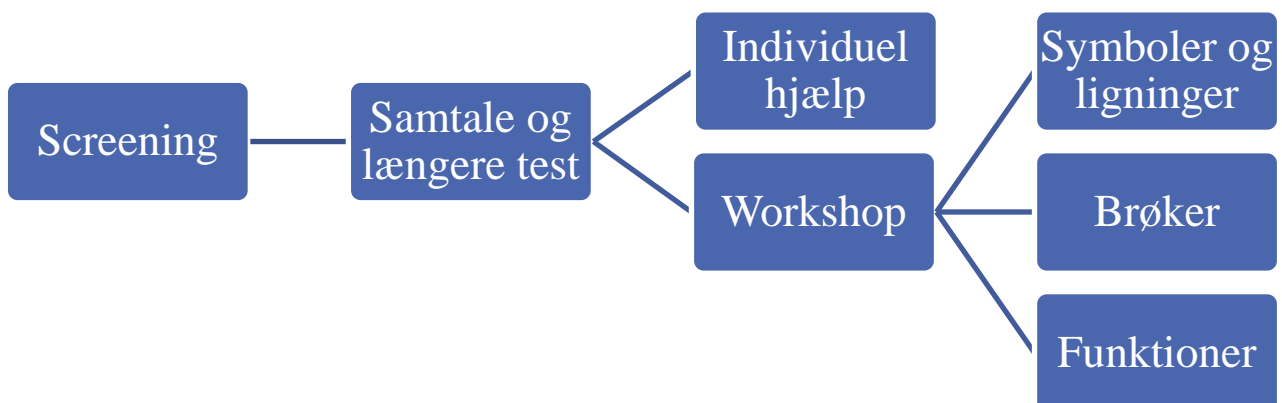 Screening
Samtale og
længere test
Individuel
hjælp
Workshop
Symboler og
ligninger
Brøker
Funktioner